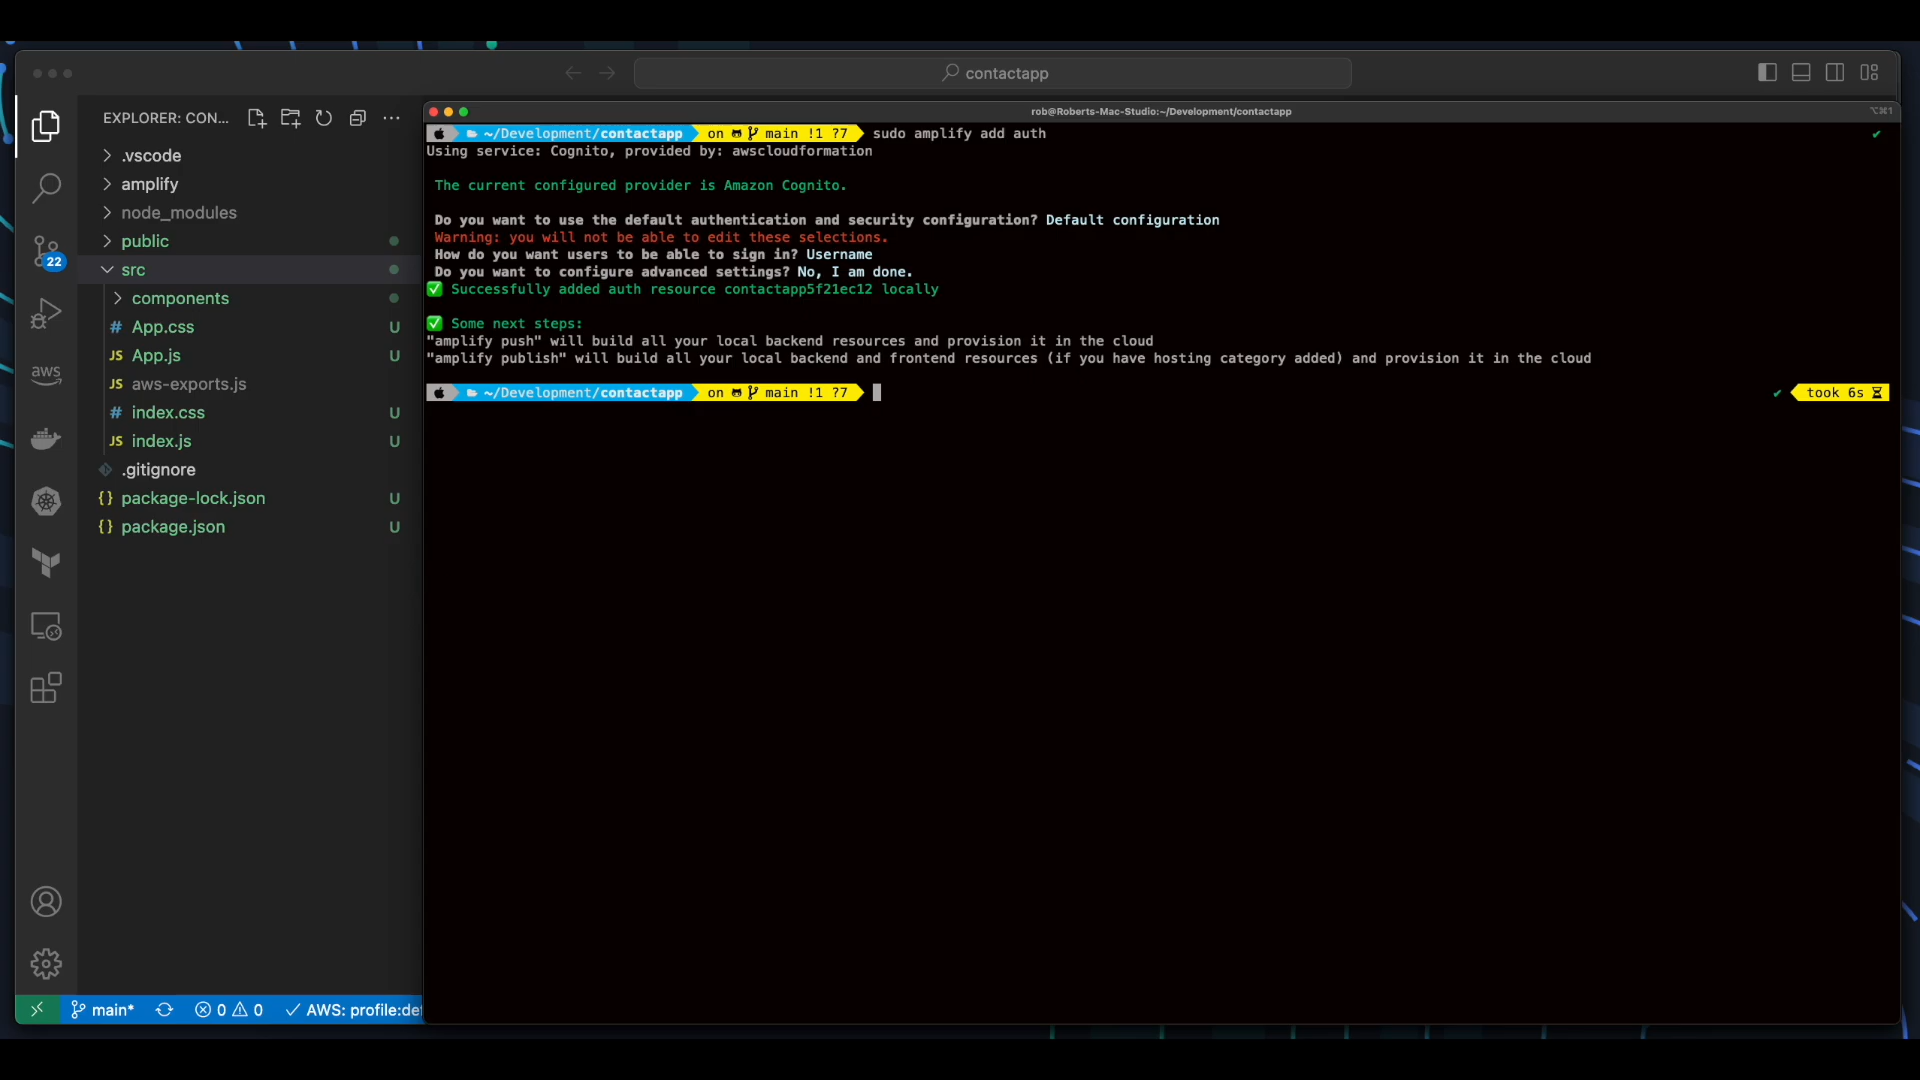 contactapp
EXPLORER: CON...
.vscode
amplify
node_modules
public
src
components
# App.css U
JS App.js U
JS aws-exports.js
# index.css U
JS index.js U
.gitignore
{} package-lock.json U
{} package.json U
22
aws
main*
0 0
AWS: profile:def
rob@Roberts-Mac-Studio:~/Development/contactapp
⌥⌘1
~/Development/contactapp on main !1 ?7 sudo amplify add auth ✔
Using service: Cognito, provided by: awscloudformation
The current configured provider is Amazon Cognito.
Do you want to use the default authentication and security configuration? Default configuration
Warning: you will not be able to edit these selections.
How do you want users to be able to sign in? Username
Do you want to configure advanced settings? No, I am done.
✅ Successfully added auth resource contactapp5f21ec12 locally
✅ Some next steps:
"amplify push" will build all your local backend resources and provision it in the cloud
"amplify publish" will build all your local backend and frontend resources (if you have hosting category added) and provision it in the cloud
~/Development/contactapp on main !1 ?7 ✔ took 6s